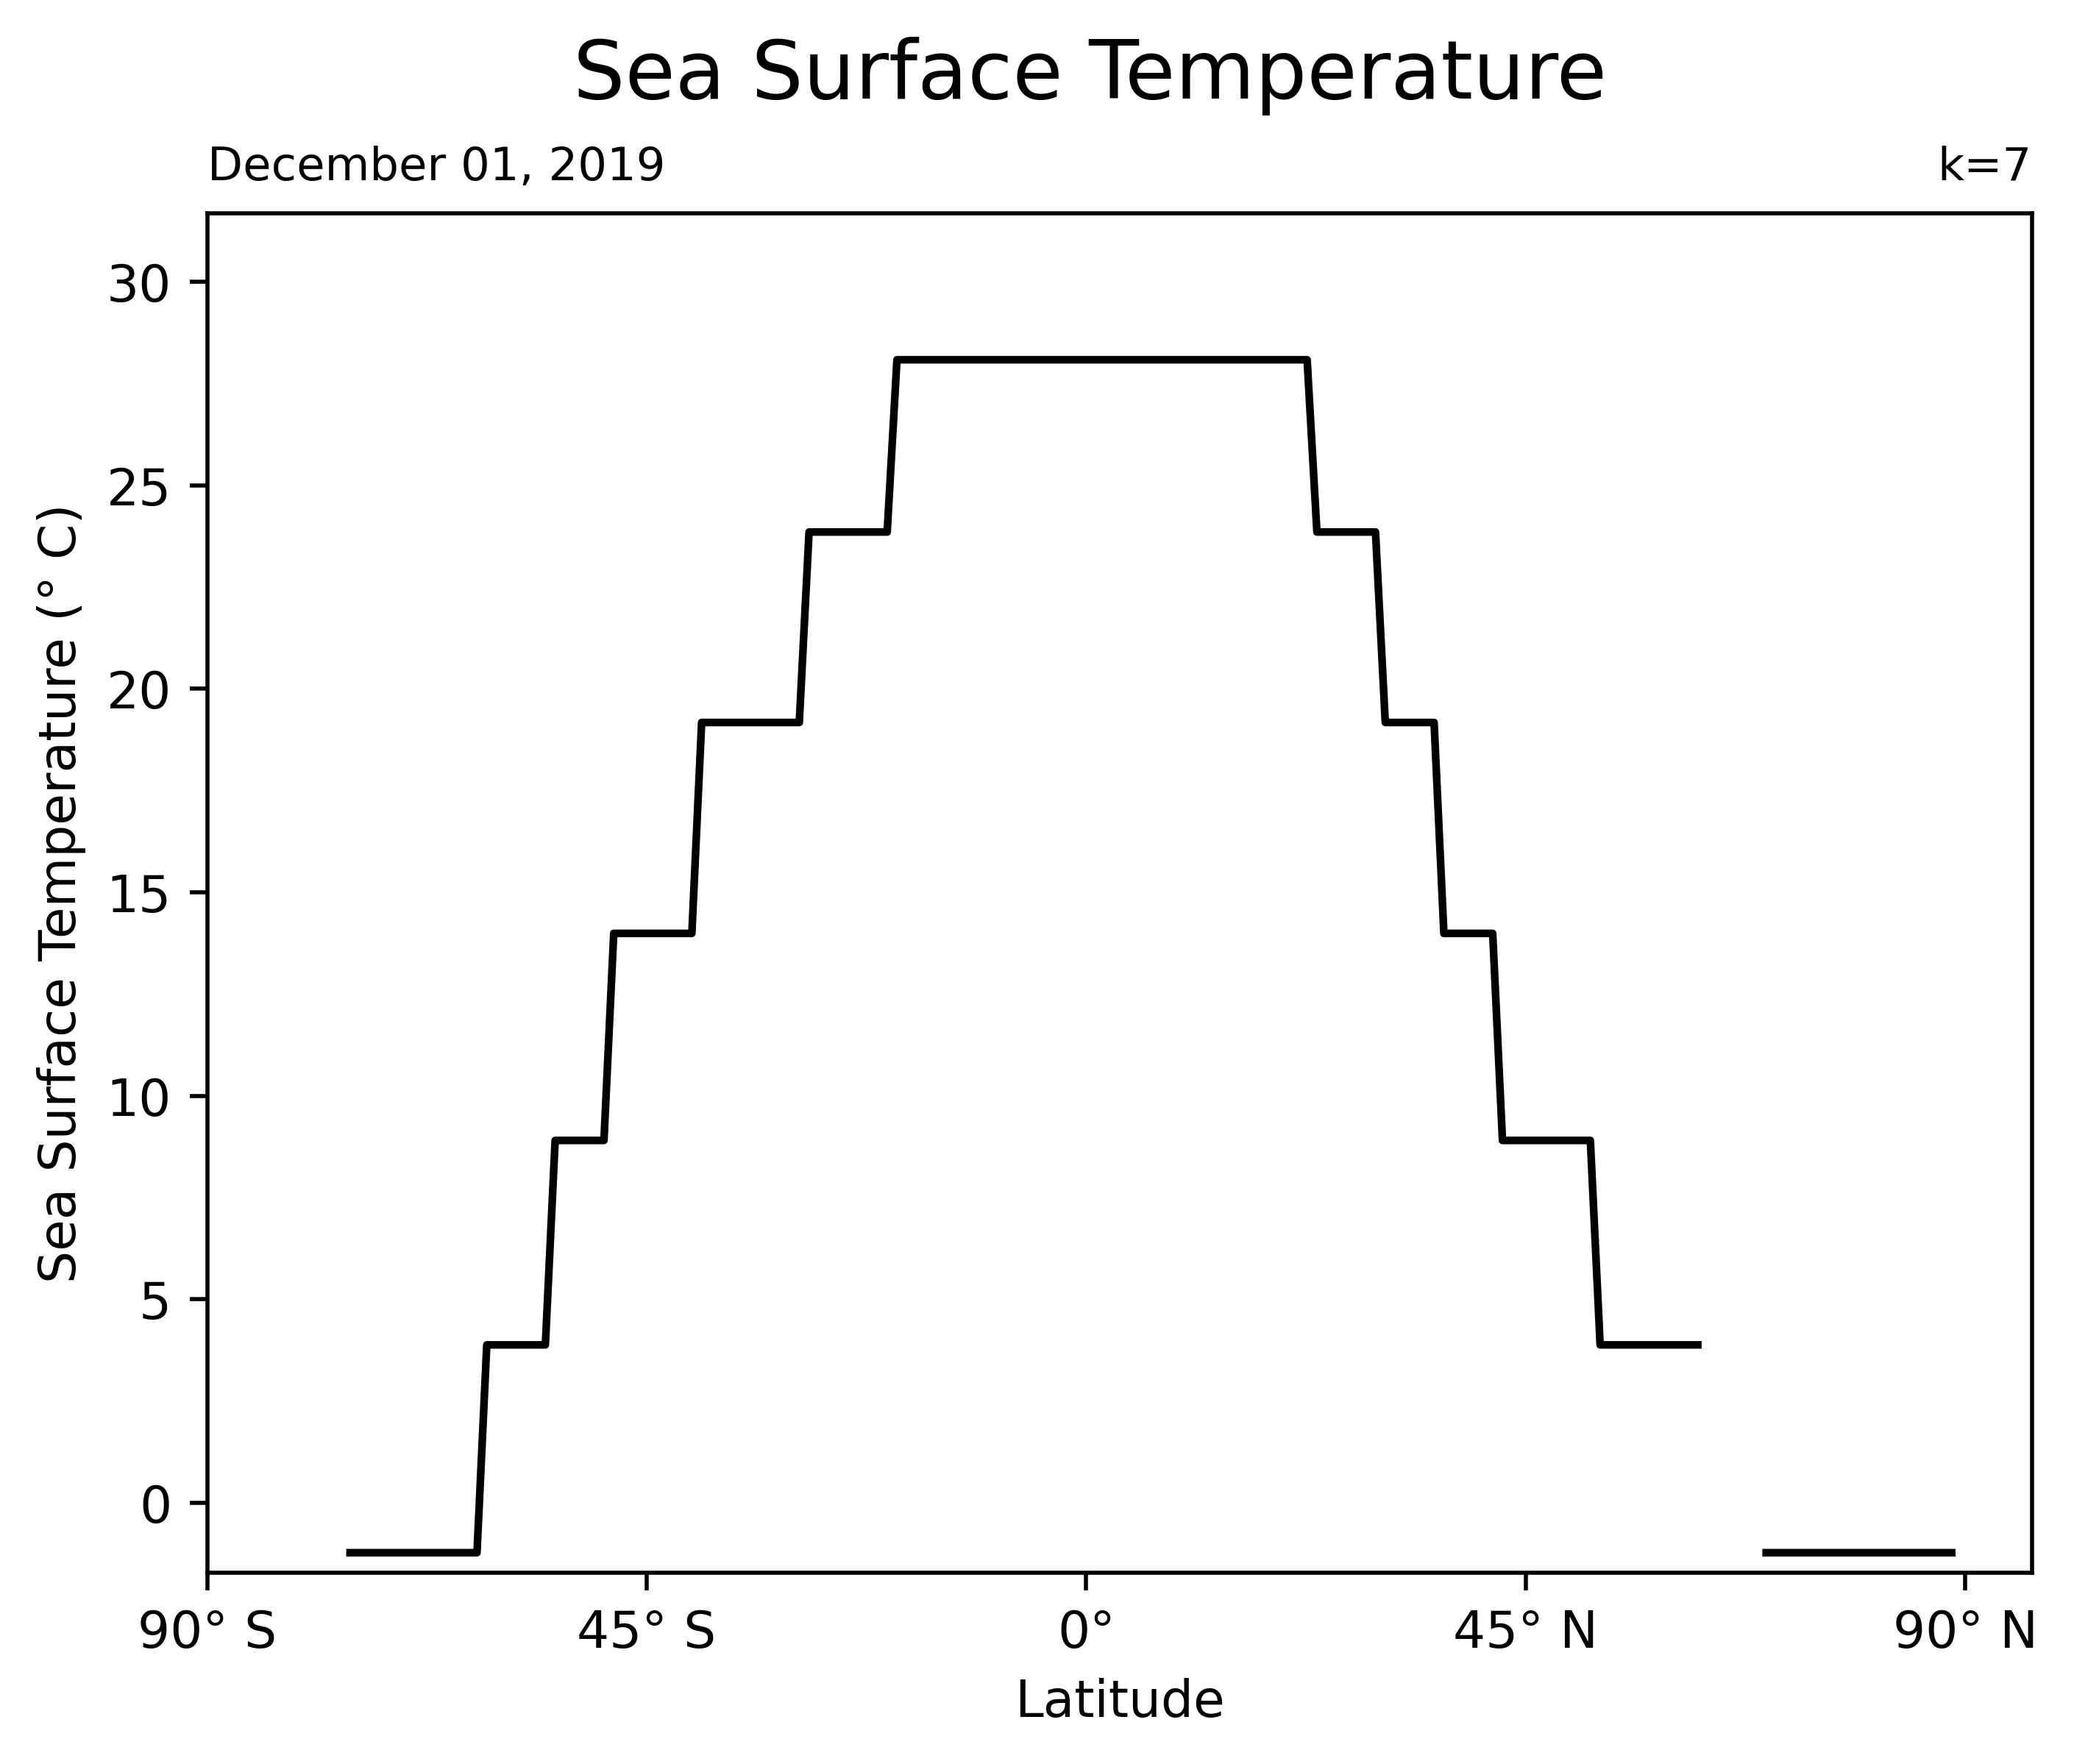 Sea Surface Temperature
December 01, 2019
k=7
30
25
20
15
10
5
0
Sea Surface Temperature (° C)
90° S
45° S
0°
45° N
90° N
Latitude